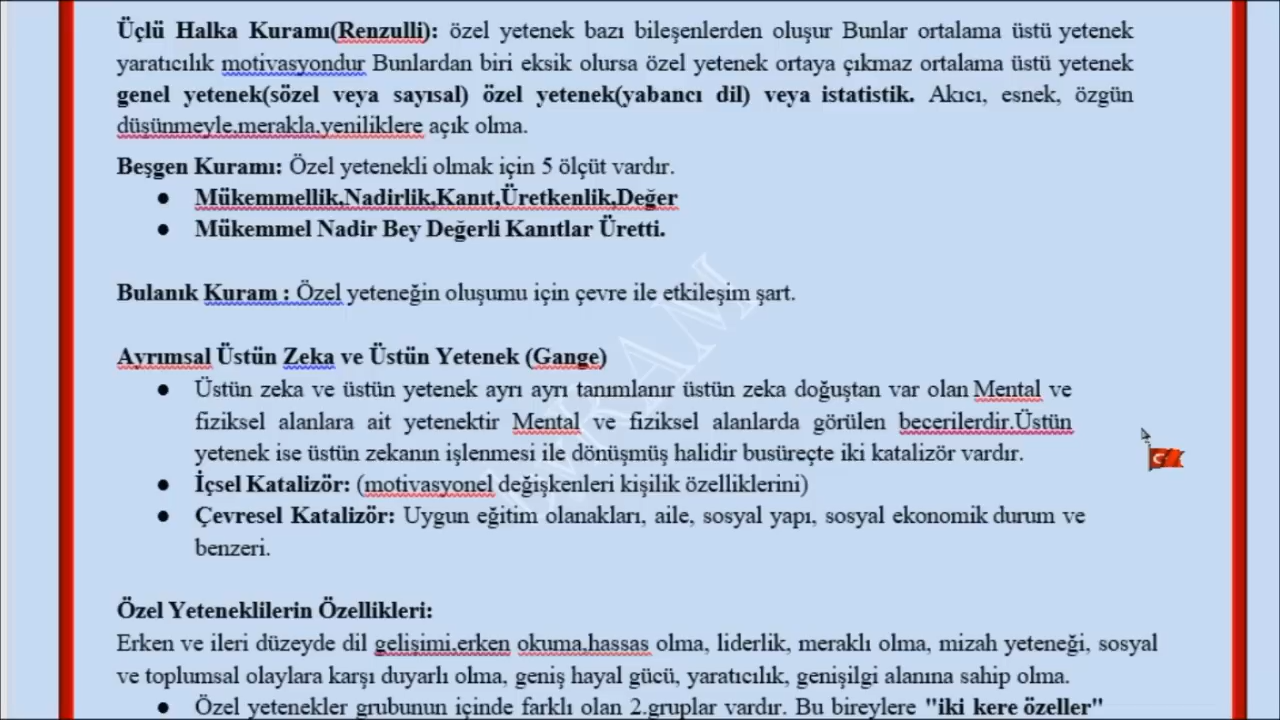 Üçlü Halka Kuramı(Renzulli): özel yetenek bazı bileşenlerden oluşur Bunlar ortalama üstü yetenek
yaratıcılık motivasyondur Bunlardan biri eksik olursa özel yetenek ortaya çıkmaz ortalama üstü yetenek
genel yetenek(sözel veya sayısal) özel yetenek(yabancı dil) veya istatistik. Akıcı, esnek, özgün
düşünmeyle,merakla,yeniliklere açık olma.
Beşgen Kuramı: Özel yetenekli olmak için 5 ölçüt vardır.
● Mükemmellik,Nadirlik,Kanıt,Üretkenlik,Değer
● Mükemmel Nadir Bey Değerli Kanıtlar Üretti.
Bulanık Kuram : Özel yeteneğin oluşumu için çevre ile etkileşim şart.
Ayrımsal Üstün Zeka ve Üstün Yetenek (Gange)
● Üstün zeka ve üstün yetenek ayrı ayrı tanımlanır üstün zeka doğuştan var olan Mental ve
fiziksel alanlara ait yetenektir Mental ve fiziksel alanlarda görülen becerilerdir.Üstün
yetenek ise üstün zekanın işlenmesi ile dönüşmüş halidir busüreçte iki katalizör vardır.
● İçsel Katalizör: (motivasyonel değişkenleri kişilik özelliklerini)
● Çevresel Katalizör: Uygun eğitim olanakları, aile, sosyal yapı, sosyal ekonomik durum ve
benzeri.
Özel Yeteneklilerin Özellikleri:
Erken ve ileri düzeyde dil gelişimi,erken okuma,hassas olma, liderlik, meraklı olma, mizah yeteneği, sosyal
ve toplumsal olaylara karşı duyarlı olma, geniş hayal gücü, yaratıcılık, genişilgi alanına sahip olma.
● Özel yetenekler grubunun içinde farklı olan 2.gruplar vardır. Bu bireylere "iki kere özeller"